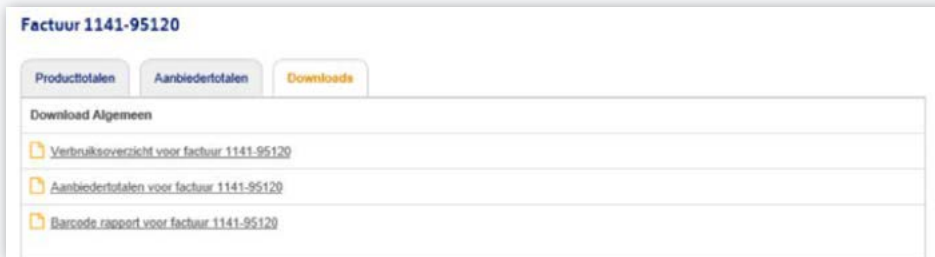 Factuur 1141-95120
Producttotalen Aanbiedertotalen Downloads
Download Algemeen
Verbruiksoverzicht voor factuur 1141-95120
Aanbiedertotalen voor factuur 1141-95120
Barcode rapport voor factuur 1141-95120